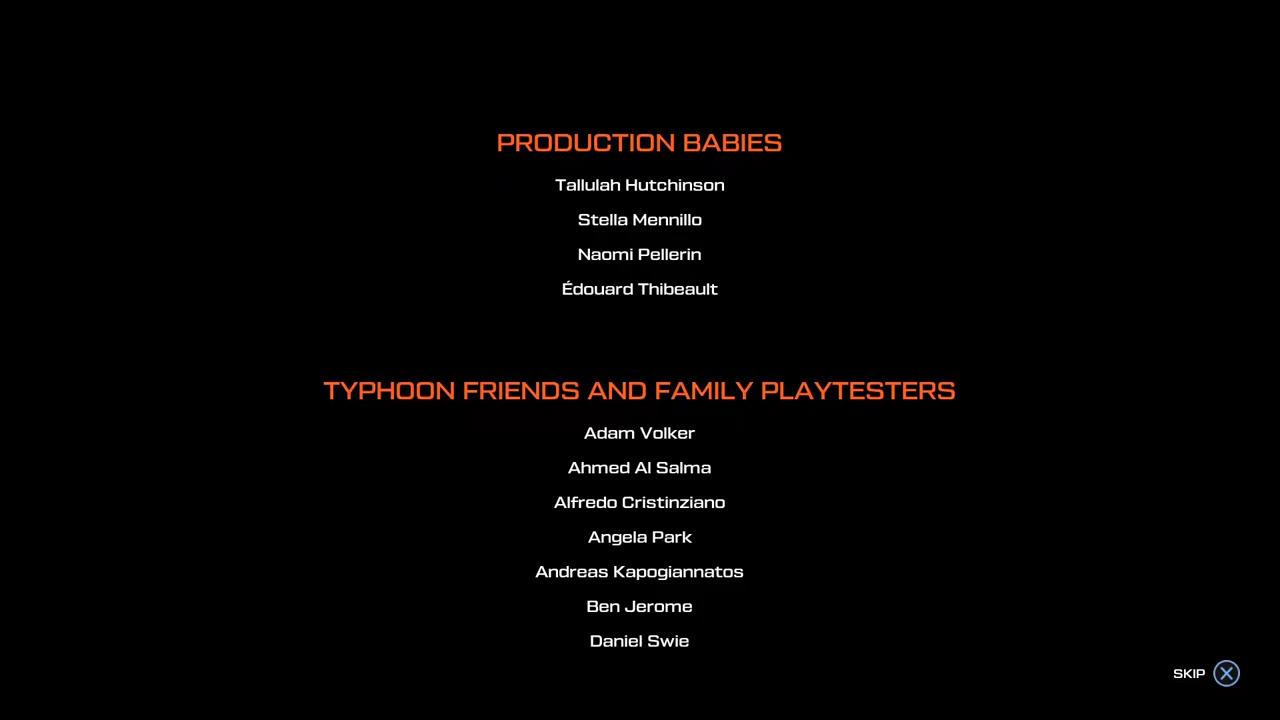 PRODUCTION BABIES
Tallulah Hutchinson
Stella Mennillo
Naomi Pellerin
Édouard Thibeault
TYPHOON FRIENDS AND FAMILY PLAYTESTERS
Adam Volker
Ahmed Al Salma
Alfredo Cristinziano
Angela Park
Andreas Kapogiannatos
Ben Jerome
Daniel Swie
SKIP